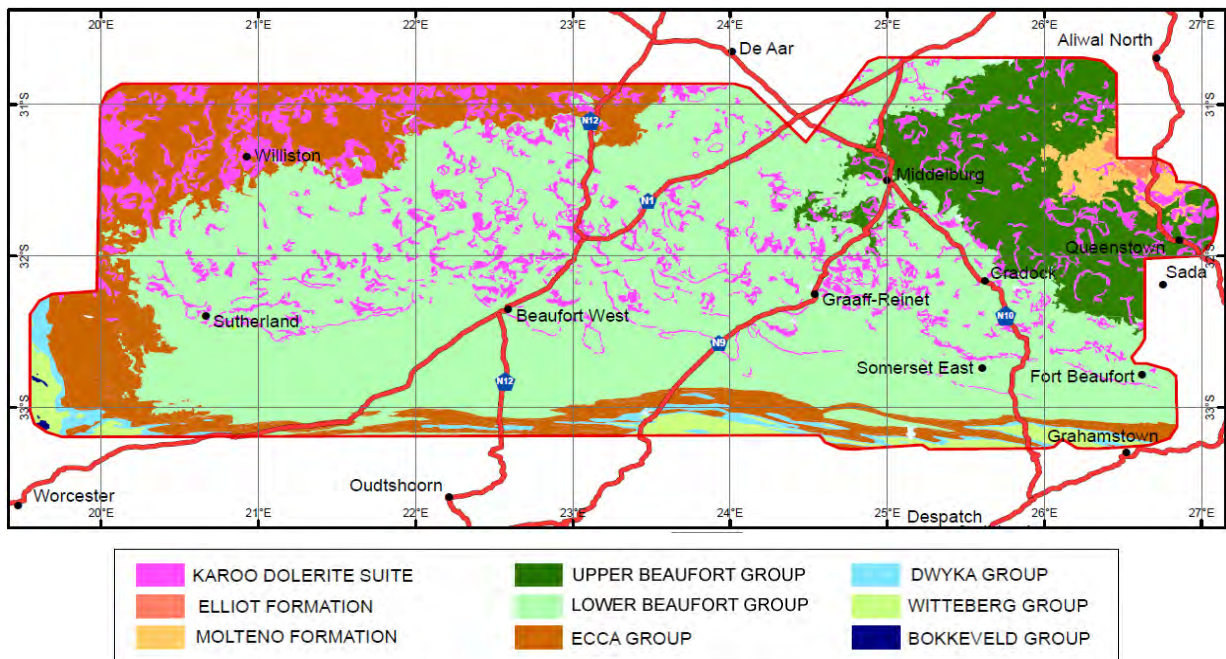 20°E 21°E 22°E 23°E 24°E 25°E 26°E 27°E
De Aar
Aliwal North
31°S 31°S
N12
Williston
Middelburg
N1
Queenstown
32°S 32°S
Sada
Cradock
Graaff-Reinet
Sutherland
Beaufort West
N10
N9
Somerset East
Fort Beaufort
N12
33°S 33°S
Grahamstown
Worcester
Oudtshoorn
Despatch
20°E 21°E 22°E 23°E 24°E 25°E 26°E 27°E
KAROO DOLERITE SUITE
UPPER BEAUFORT GROUP
DWYKA GROUP
ELLIOT FORMATION
LOWER BEAUFORT GROUP
WITTEBERG GROUP
MOLTENO FORMATION
ECCA GROUP
BOKKEVELD GROUP